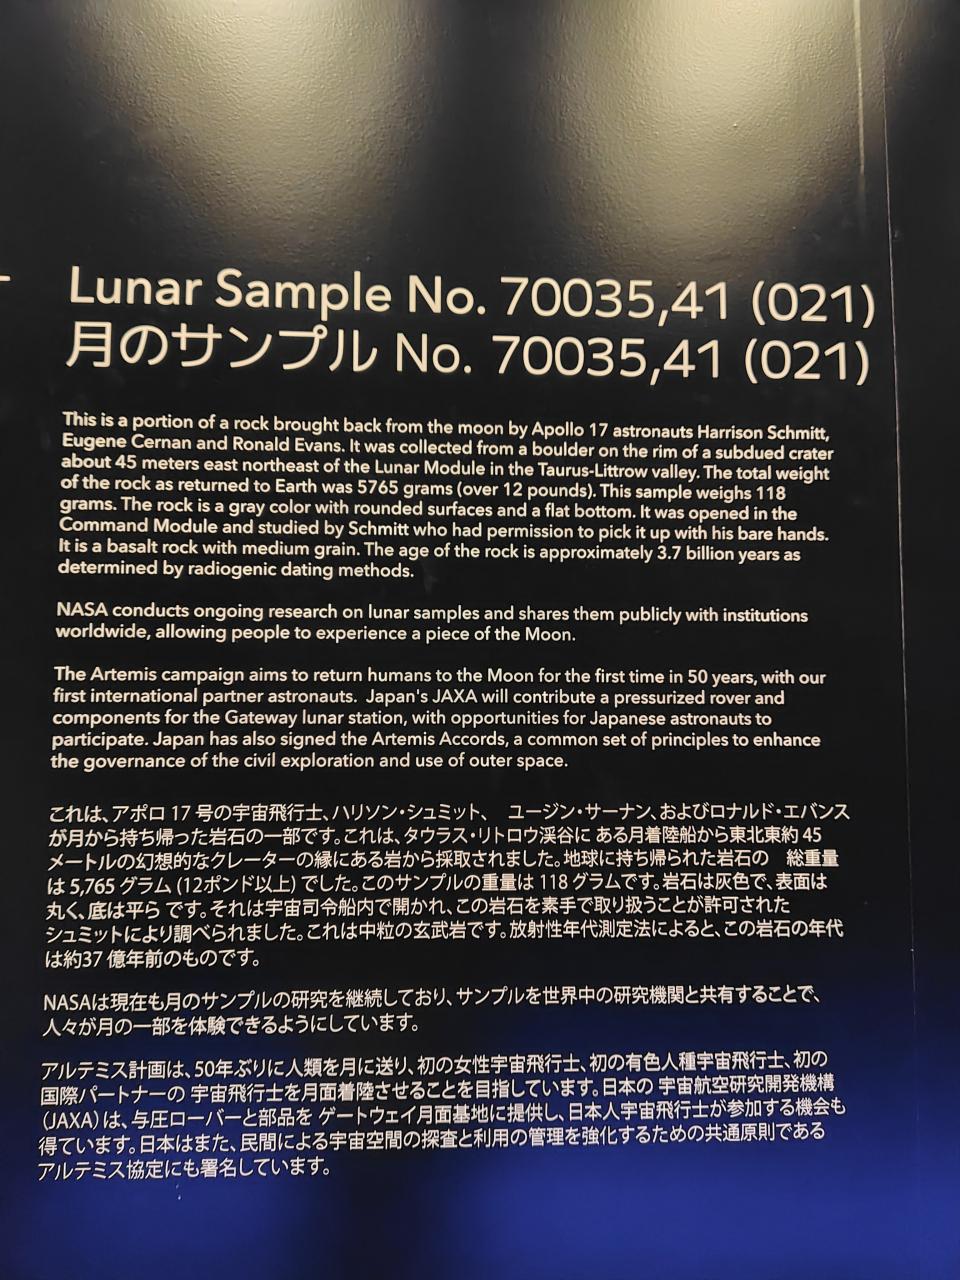 Lunar Sample No. 70035,41 (021)
月のサンプル No. 70035,41 (021)
This is a portion of a rock brought back from the moon by Apollo 17 astronauts Harrison Schmitt,
Eugene Cernan and Ronald Evans. It was collected from a boulder on the rim of a subdued crater
about 45 meters east northeast of the Lunar Module in the Taurus-Littrow valley. The total weight
of the rock as returned to Earth was 5765 grams (over 12 pounds). This sample weighs 118
grams. The rock is a gray color with rounded surfaces and a flat bottom. It was opened in the
Command Module and studied by Schmitt who had permission to pick it up with his bare hands.
It is a basalt rock with medium grain. The age of the rock is approximately 3.7 billion years as
determined by radiogenic dating methods.
NASA conducts ongoing research on lunar samples and shares them publicly with institutions
worldwide, allowing people to experience a piece of the Moon.
The Artemis campaign aims to return humans to the Moon for the first time in 50 years, with our
first international partner astronauts. Japan's JAXA will contribute a pressurized rover and
components for the Gateway lunar station, with opportunities for Japanese astronauts to
participate. Japan has also signed the Artemis Accords, a common set of principles to enhance
the governance of the civil exploration and use of outer space.
これは、アポロ 17 号の宇宙飛行士、ハリソン・シュミット、 ユージン・サーナン、およびロナルド・エバンス
が月から持ち帰った岩石の一部です。これは、タウラス・リトロウ渓谷に ある月着陸船から東北東約 45
メートルの幻想的なクレーターの縁にある岩から採取されました。地球に持ち帰られた岩石の 総重量
は 5,765 グラム (12ポンド以上) でした。このサンプルの重量は 118 グラムです。岩石は灰色で、表面は
丸く、底は平ら です。それは宇宙司令船内で開かれ、この岩石を素手で取り扱うことが許可された
シュミットにより調べられました。これは中粒の玄武岩です。放射性年代測定法によると、この岩石の年代
は約37 億年前のものです。
NASAは現在も月のサンプルの研究を継続しており、サンプルを世界中の研究機関と共有することで、
人々が月の一部を体験できるようにしています。
アルテミス計画は、50年ぶりに人類を月に送り、初の女性宇宙飛行士、初の有色人種宇宙飛行士、初の
国際パートナーの 宇宙飛行士を月面着陸させることを目指しています。日本の 宇宙航空研究開発機構
(JAXA)は、与圧ローバーと部品を ゲートウェイ月面基地に提供し、日本人宇宙飛行士が参加する機会も
得ています。日本はまた、民間による宇宙空間の探査と利用の管理を強化するための共通原則である
アルテミス協定にも署名しています。